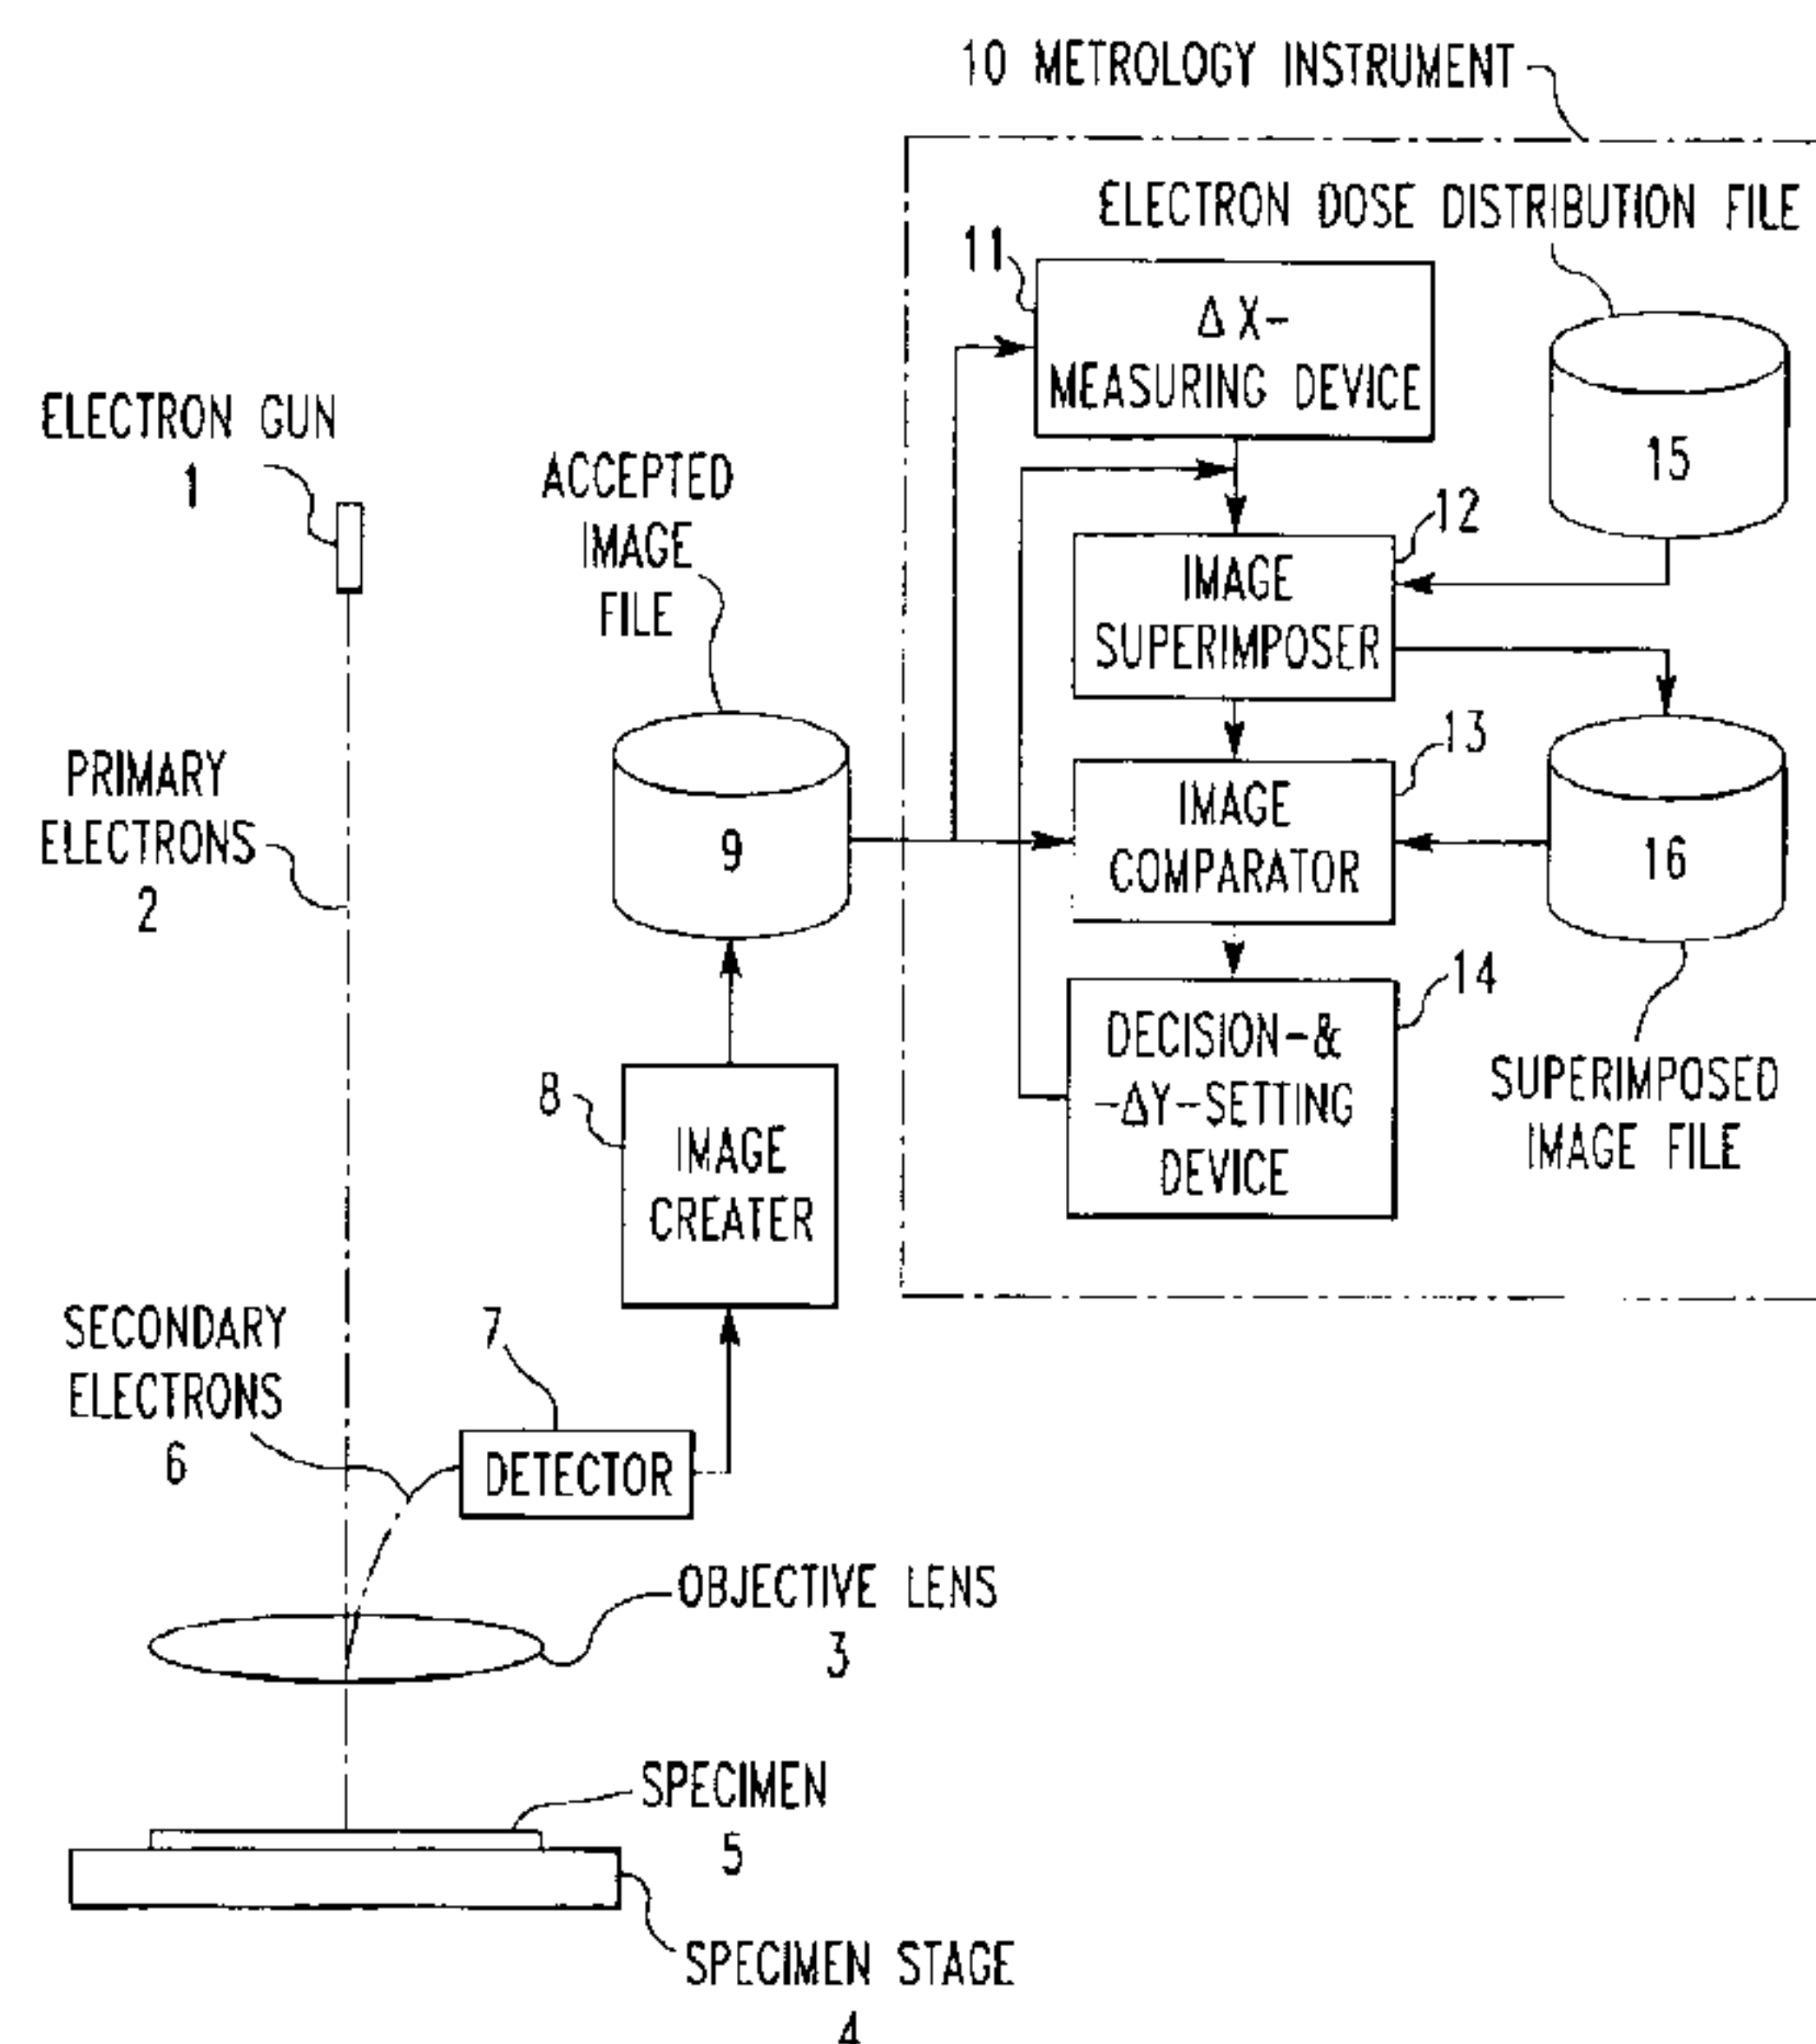 10 METROLOGY INSTRUMENT
ELECTRON DOSE DISTRIBUTION FILE
11
ΔX-
MEASURING DEVICE
15
ELECTRON GUN
1
ACCEPTED
IMAGE
FILE
12
IMAGE
SUPERIMPOSER
PRIMARY
ELECTRONS
2
9
13
IMAGE
COMPARATOR
16
14
DECISION-&
-ΔY-SETTING
DEVICE
SUPERIMPOSED
IMAGE FILE
8
IMAGE
CREATER
SECONDARY
ELECTRONS
6
7
DETECTOR
OBJECTIVE LENS
3
SPECIMEN
5
SPECIMEN STAGE
4